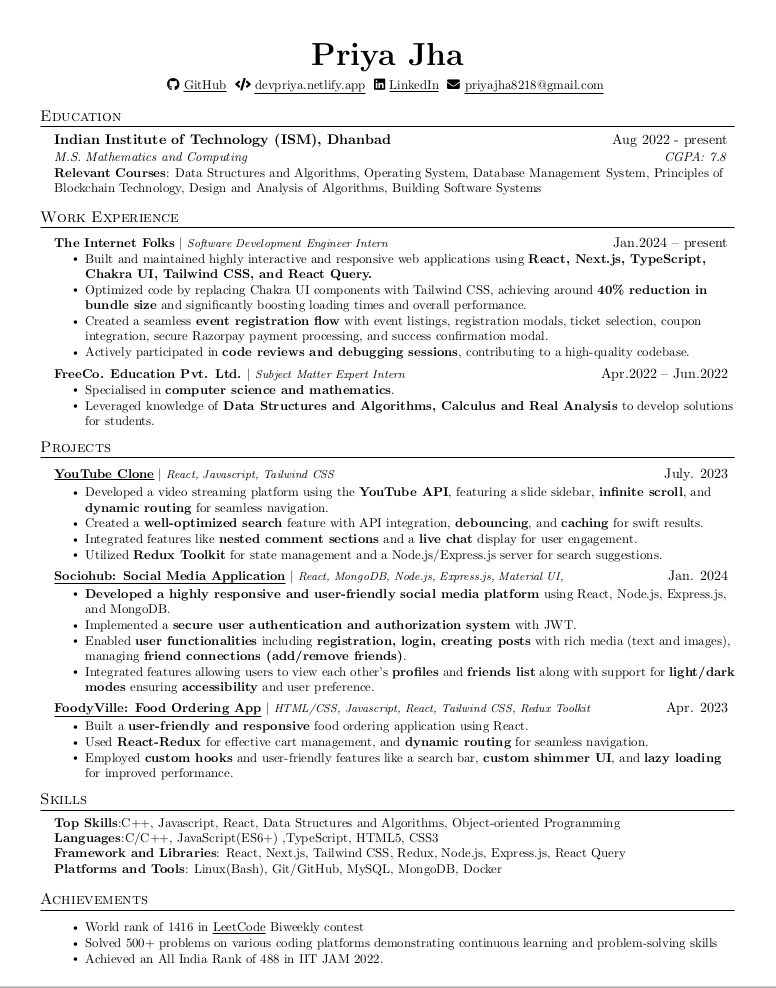 Priya Jha
GitHub devpriya.netlify.app LinkedIn priyajha8218@gmail.com
Education
Indian Institute of Technology (ISM), Dhanbad Aug 2022 - present
M.S. Mathematics and Computing CGPA: 7.8
Relevant Courses: Data Structures and Algorithms, Operating System, Database Management System, Principles of
Blockchain Technology, Design and Analysis of Algorithms, Building Software Systems
Work Experience
The Internet Folks | Software Development Engineer Intern Jan.2024 – present
• Built and maintained highly interactive and responsive web applications using React, Next.js, TypeScript,
Chakra UI, Tailwind CSS, and React Query.
• Optimized code by replacing Chakra UI components with Tailwind CSS, achieving around 40% reduction in
bundle size and significantly boosting loading times and overall performance.
• Created a seamless event registration flow with event listings, registration modals, ticket selection, coupon
integration, secure Razorpay payment processing, and success confirmation modal.
• Actively participated in code reviews and debugging sessions, contributing to a high-quality codebase.
FreeCo. Education Pvt. Ltd. | Subject Matter Expert Intern Apr.2022 – Jun.2022
• Specialised in computer science and mathematics.
• Leveraged knowledge of Data Structures and Algorithms, Calculus and Real Analysis to develop solutions
for students.
Projects
YouTube Clone | React, Javascript, Tailwind CSS July. 2023
• Developed a video streaming platform using the YouTube API, featuring a slide sidebar, infinite scroll, and
dynamic routing for seamless navigation.
• Created a well-optimized search feature with API integration, debouncing, and caching for swift results.
• Integrated features like nested comment sections and a live chat display for user engagement.
• Utilized Redux Toolkit for state management and a Node.js/Express.js server for search suggestions.
Sociohub: Social Media Application | React, MongoDB, Node.js, Express.js, Material UI, Jan. 2024
• Developed a highly responsive and user-friendly social media platform using React, Node.js, Express.js,
and MongoDB.
• Implemented a secure user authentication and authorization system with JWT.
• Enabled user functionalities including registration, login, creating posts with rich media (text and images),
managing friend connections (add/remove friends).
• Integrated features allowing users to view each other's profiles and friends list along with support for light/dark
modes ensuring accessibility and user preference.
FoodyVille: Food Ordering App | HTML/CSS, Javascript, React, Tailwind CSS, Redux Toolkit Apr. 2023
• Built a user-friendly and responsive food ordering application using React.
• Used React-Redux for effective cart management, and dynamic routing for seamless navigation.
• Employed custom hooks and user-friendly features like a search bar, custom shimmer UI, and lazy loading
for improved performance.
Skills
Top Skills:C++, Javascript, React, Data Structures and Algorithms, Object-oriented Programming
Languages:C/C++, JavaScript(ES6+) ,TypeScript, HTML5, CSS3
Framework and Libraries: React, Next.js, Tailwind CSS, Redux, Node.js, Express.js, React Query
Platforms and Tools: Linux(Bash), Git/GitHub, MySQL, MongoDB, Docker
Achievements
• World rank of 1416 in LeetCode Biweekly contest
• Solved 500+ problems on various coding platforms demonstrating continuous learning and problem-solving skills
• Achieved an All India Rank of 488 in IIT JAM 2022.